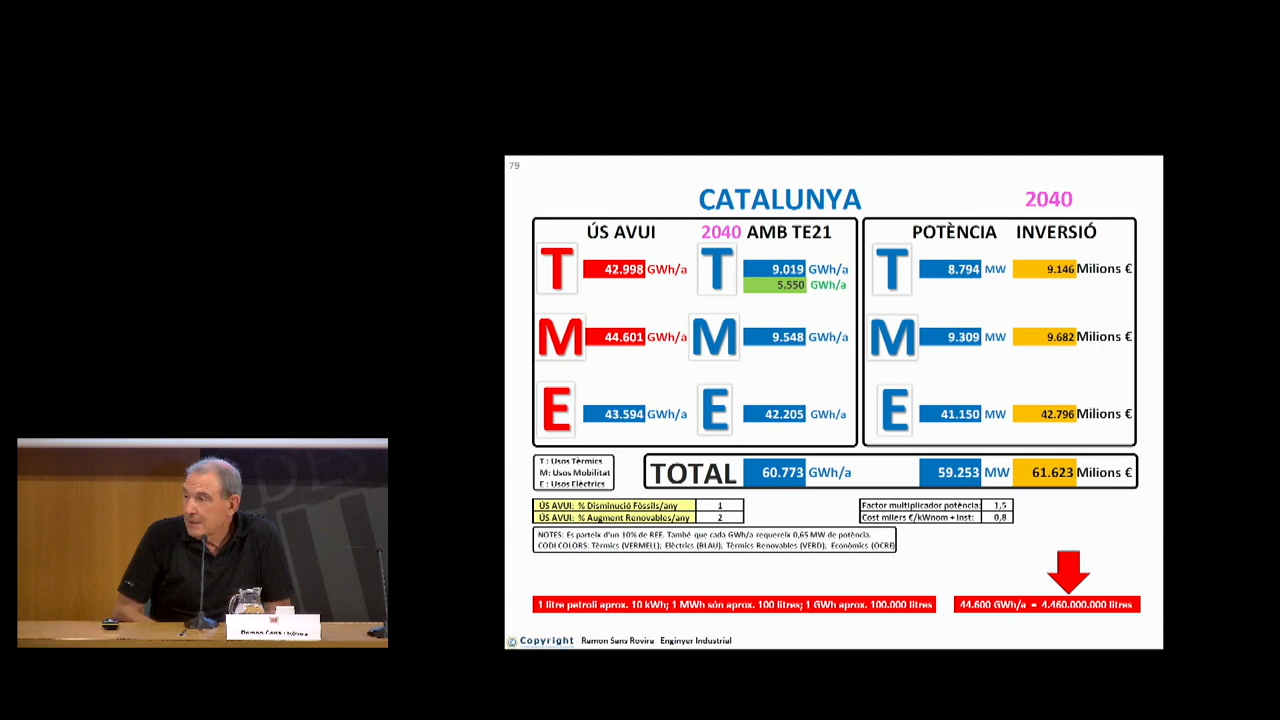 79
CATALUNYA 2040
ÚS AVUI 2040 AMB TE21
T 42.998 GWh/a T 9.019 GWh/a
5.550 GWh/a
M 44.601 GWh/a M 9.548 GWh/a
E 43.594 GWh/a E 42.205 GWh/a
POTÈNCIA INVERSIÓ
T 8.794 MW 9.146 Milions €
M 9.309 MW 9.682 Milions €
E 41.150 MW 42.796 Milions €
T : Usos Tèrmics
M: Usos Mobilitat
E : Usos Elèctics
TOTAL 60.773 GWh/a 59.253 MW 61.623 Milions €
ÚS AVUI: % Disminució Fòssils/any 1
ÚS AVUI: % Augment Renovables/any 2
Factor multiplicador potència: 1,5
Cost milers €/kWnom + inst: 0,8
NOTES: Es parteix d'un 10% de REE. També que cada GWh/a requereix 0,65 MW de potència.
CODI COLORS: Tèrmics (VERMELL); Elèctrics (BLAU); Tèrmics Renovables (VERD); Econòmics (OCRE)
1 litre petroli aprox. 10 kWh; 1 MWh són aprox. 100 litres; 1 GWh aprox. 100.000 litres
44.600 GWh/a = 4.460.000.000 litres
© Copyright Ramon Sans Rovira Enginyer Industrial